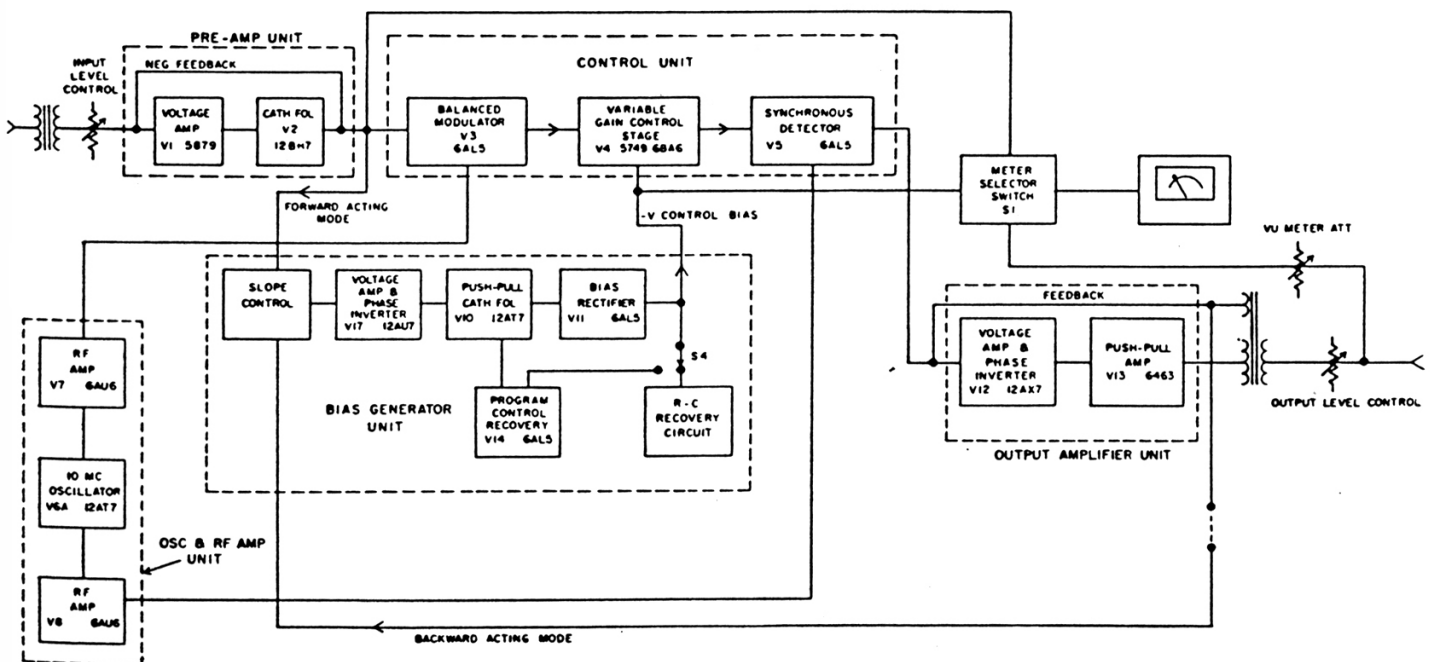 PRE-AMP UNIT
INPUT
LEVEL
CONTROL
NEG FEEDBACK
VOLTAGE
AMP
V1 5879
CATH FOL
V2
12BH7
CONTROL UNIT
BALANCED
MODULATOR
V3
6AL5
VARIABLE
GAIN CONTROL
STAGE
V4 5749 6BA6
SYNCHRONOUS
DETECTOR
V5 6AL5
METER
SELECTOR
SWITCH
S1
FORWARD ACTING
MODE
-V CONTROL BIAS
VU METER ATT
SLOPE
CONTROL
VOLTAGE
AMP &
PHASE
INVERTER
V17 12AU7
PUSH-PULL
CATH FOL
V10 12AT7
BIAS
RECTIFIER
V11 6AL5
S4
PROGRAM
CONTROL
RECOVERY
V14 6AL5
R-C
RECOVERY
CIRCUIT
BIAS GENERATOR
UNIT
FEEDBACK
VOLTAGE
AMP &
PHASE
INVERTER
V12 12AX7
PUSH-PULL
AMP
V13 6463
OUTPUT LEVEL CONTROL
OUTPUT AMPLIFIER UNIT
RF
AMP
V7 6AU6
10 MC
OSCILLATOR
V6A 12AT7
OSC & RF AMP
UNIT
RF
AMP
V8 6AU6
BACKWARD ACTING MODE